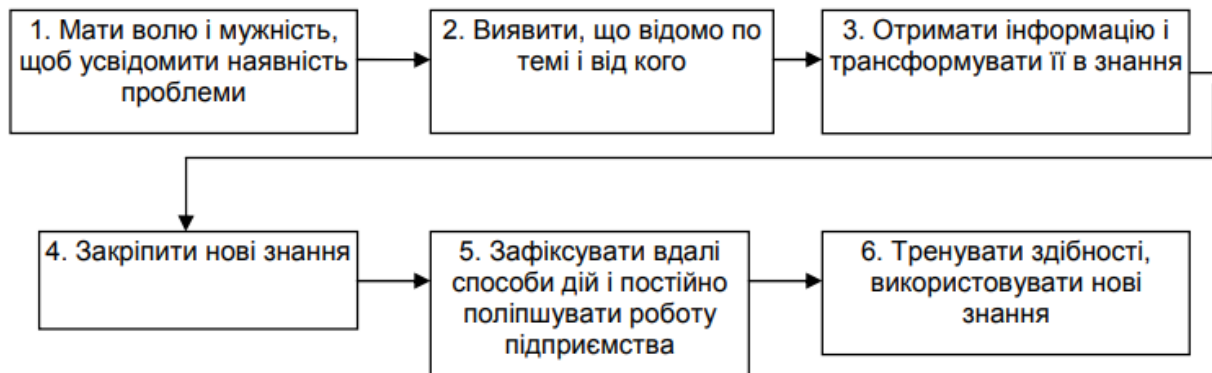 1. Мати волю і мужність,
щоб усвідомити наявність
проблеми
2. Виявити, що відомо по
темі і від кого
3. Отримати інформацію і
трансформувати її в знання
4. Закріпити нові знання
5. Зафіксувати вдалі
способи дій і постійно
поліпшувати роботу
підприємства
6. Тренувати здібності,
використовувати нові
знання